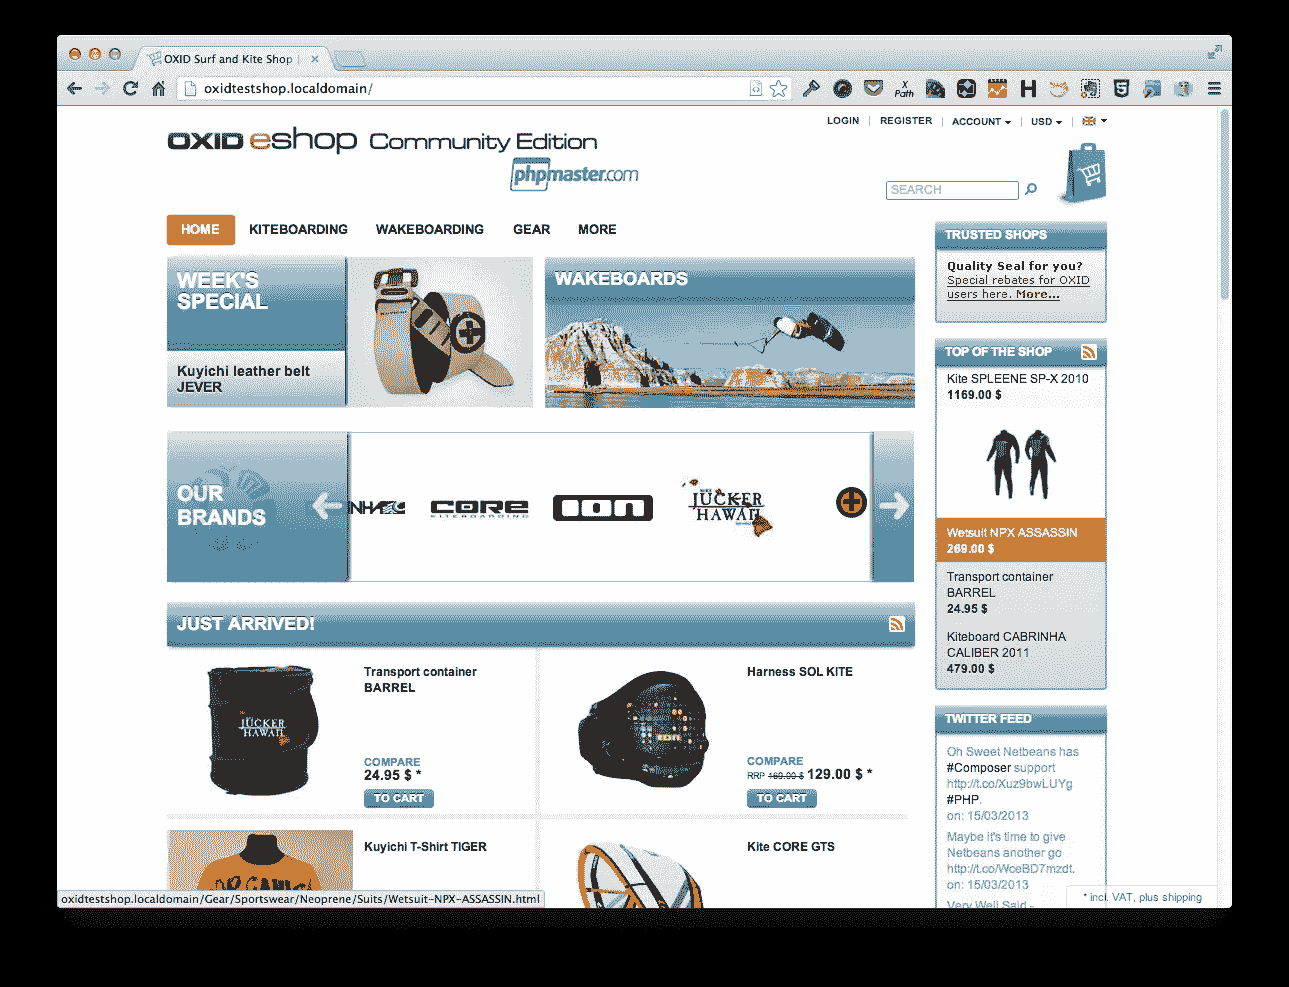 OXID Surf and Kite Shop
oxidtestshop.localdomain/
X
Path
H
5
LOGIN
REGISTER
ACCOUNT
USD
OXID eshop Community Edition
phpmaster.com
SEARCH
HOME
KITEBOARDING
WAKEBOARDING
GEAR
MORE
WEEK'S
SPECIAL
Kuyichi leather belt
JEVER
WAKEBOARDS
OUR
BRANDS
CORE
KITEBOARDING
ION
JUCKER
HAWAII
JUST ARRIVED!
Transport container
BARREL
JUCKER
HAWAII
COMPARE
24.95 $ *
TO CART
Harness SOL KITE
COMPARE
RRP 169.00 $ 129.00 $ *
TO CART
Kuyichi T-Shirt TIGER
ORGANIC
Kite CORE GTS
TRUSTED SHOPS
Quality Seal for you?
Special rebates for OXID
users here. More...
TOP OF THE SHOP
Kite SPLEENE SP-X 2010
1169.00 $
Wetsuit NPX ASSASSIN
269.00 $
Transport container
BARREL
24.95 $
Kiteboard CABRINHA
CALIBER 2011
479.00 $
TWITTER FEED
Oh Sweet Netbeans has
#Composer support
http://t.co/Xuz9bwLUYg
#PHP.
on: 15/03/2013
Maybe it's time to give
Netbeans another go
http://t.co/WceBD7mzdt.
on: 15/03/2013
Very Well Said -
* incl. VAT, plus shipping
oxidtestshop.localdomain/Gear/Sportswear/Neoprene/Suits/Wetsuit-NPX-ASSASSIN.html